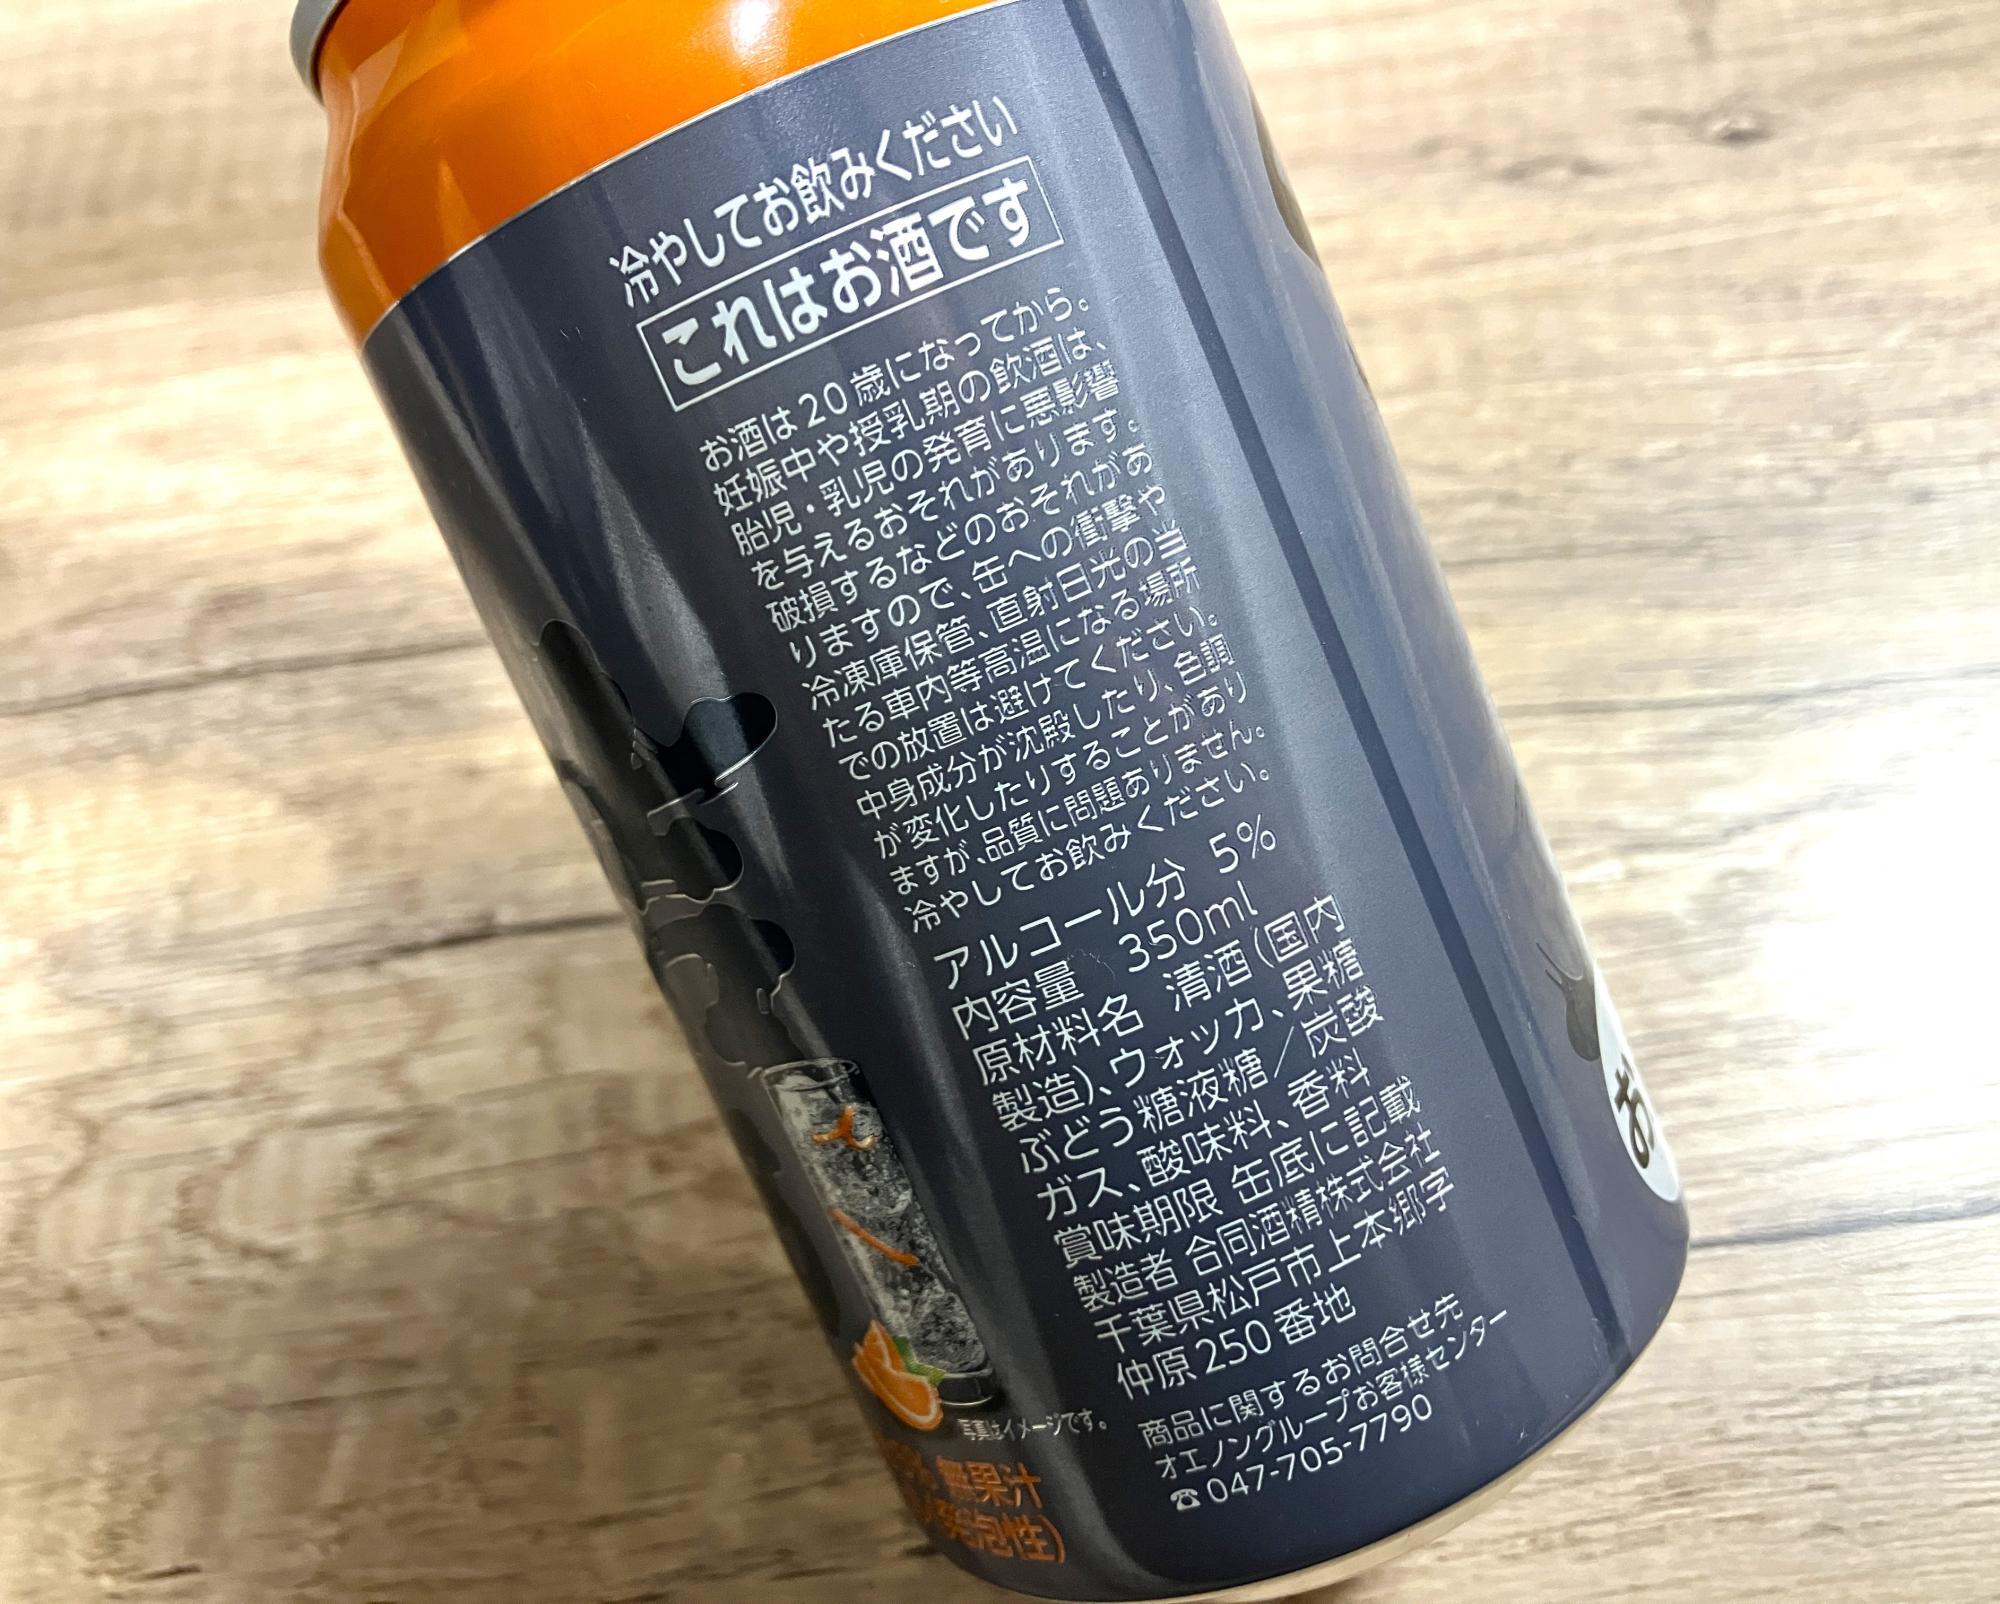 冷やしてお飲みください
これはお酒です
お酒は20歳になってから。
妊娠中や授乳期の飲酒は、
胎児・乳児の発育に悪影響
を与えるおそれがあります。
破損するなどのおそれがあ
りますので、缶への衝撃や
冷凍庫保管、直射日光の当
たる車内等高温になる場所
での放置は避けてください。
中身成分が沈殿したり、色調
が変化したりすることがあり
ますが、品質に問題ありません。
冷やしてお飲みください。
アルコール分 5%
内容量 350ml
原材料名 清酒(国内
製造)、ウォッカ、果糖
ぶどう糖液糖/炭酸
ガス、酸味料、香料
賞味期限 缶底に記載
製造者 合同酒精株式会社
千葉県松戸市上本郷字
仲原250番地
商品に関するお問合せ先
オエノングループお客様センター
☎047-705-7790
写真はイメージです。
% 無果汁
発泡性)
お